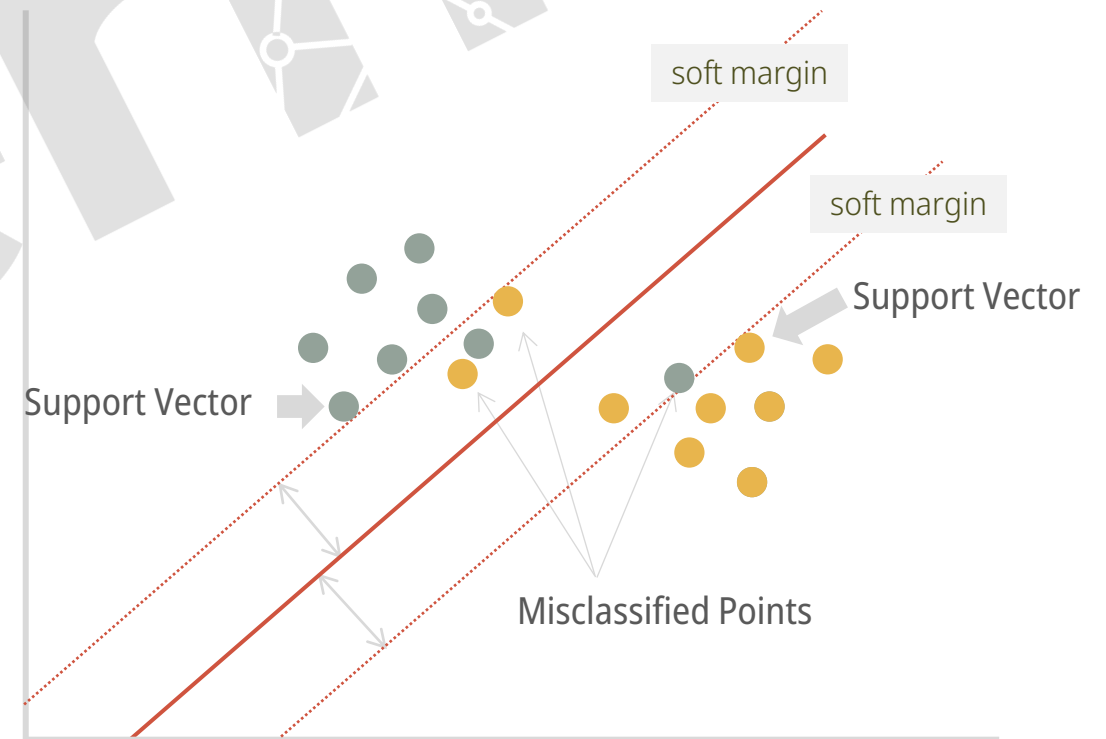 soft margin
soft margin
Support Vector
Support Vector
Misclassified Points